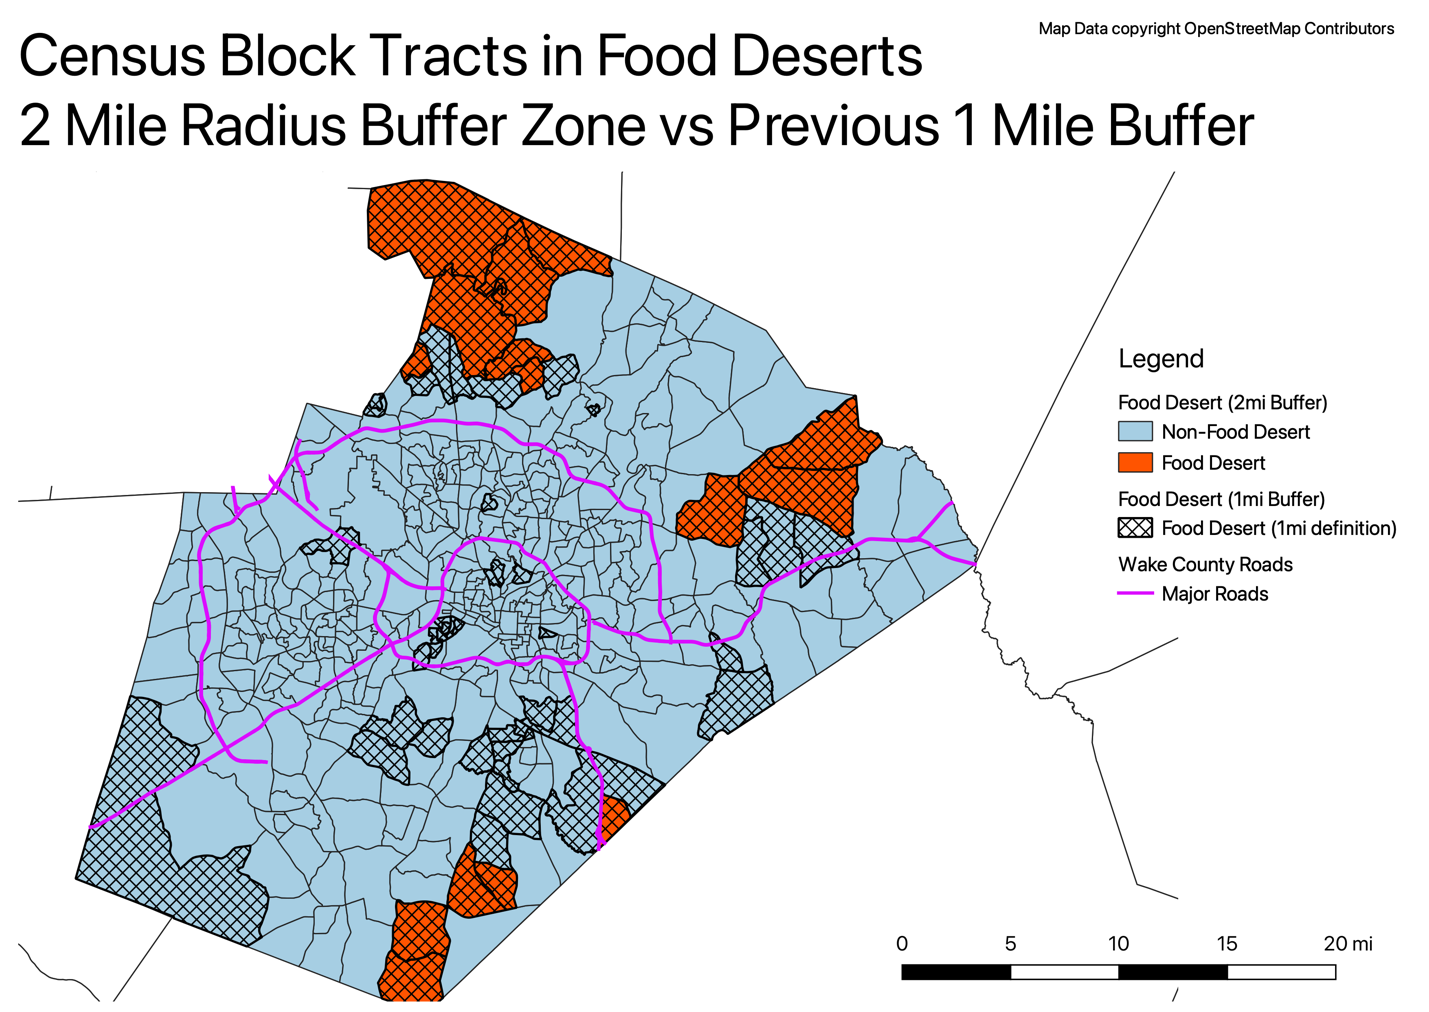 Map Data copyright OpenStreetMap Contributors
Census Block Tracts in Food Deserts
2 Mile Radius Buffer Zone vs Previous 1 Mile Buffer
Legend
Food Desert (2mi Buffer)
Non-Food Desert
Food Desert
Food Desert (1mi Buffer)
Food Desert (1mi definition)
Wake County Roads
Major Roads
0 5 10 15 20 mi